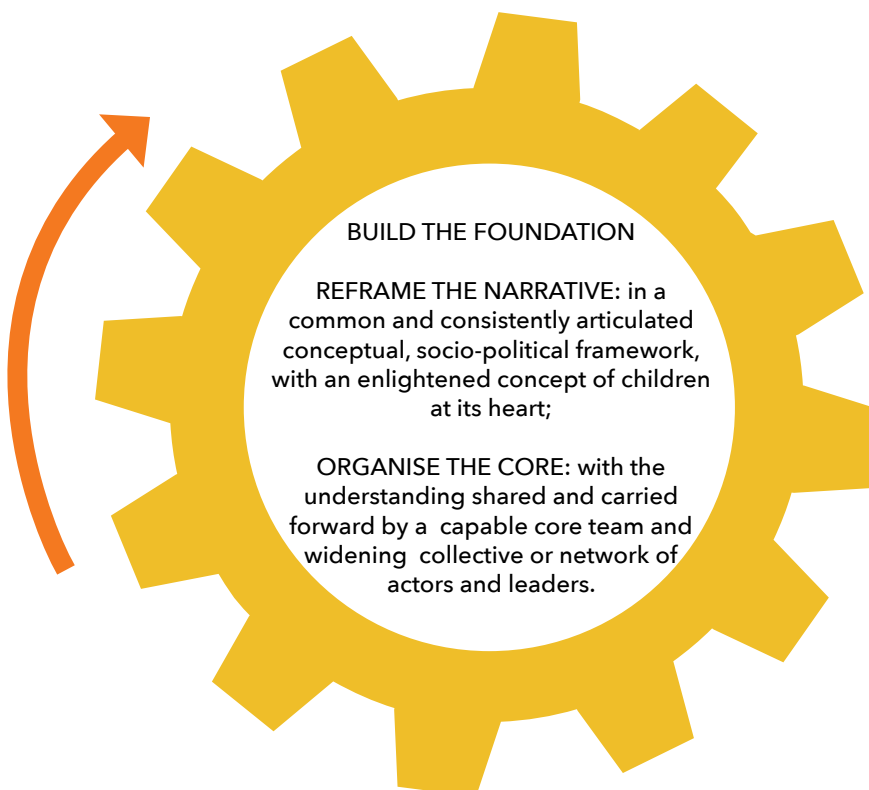 BUILD THE FOUNDATION
REFRAME THE NARRATIVE: in a
common and consistently articulated
conceptual, socio-political framework,
with an enlightened concept of children
at its heart;
ORGANISE THE CORE: with the
understanding shared and carried
forward by a  capable core team and
widening  collective or network of
actors and leaders.